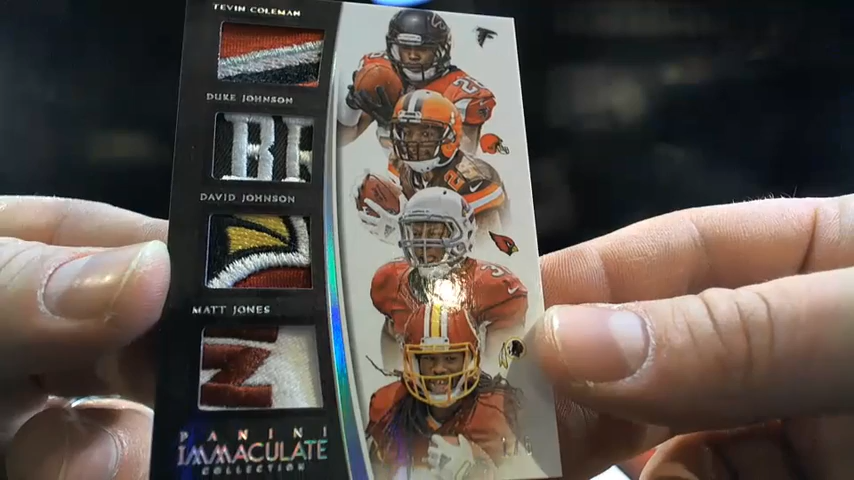 TEVIN COLEMAN
DUKE JOHNSON
DAVID JOHNSON
MATT JONES
PANINI
IMMACULATE
COLLECTION